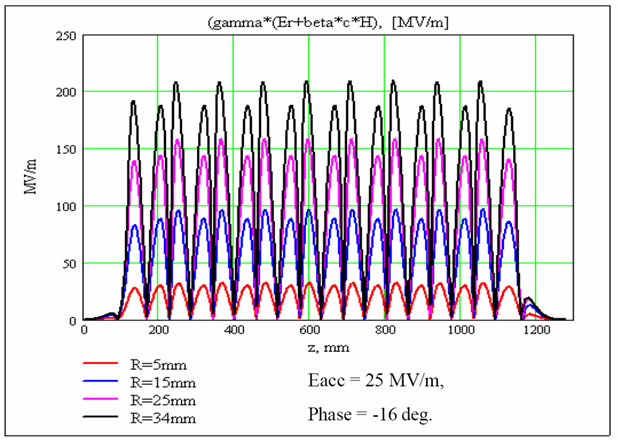 (gamma*(Er+beta*c*H), [MV/m]
250
200
150
100
50
0
MV/m
0
200
400
600
800
1000
1200
z, mm
R=5mm
R=15mm
R=25mm
R=34mm
Eacc = 25 MV/m,
Phase = -16 deg.